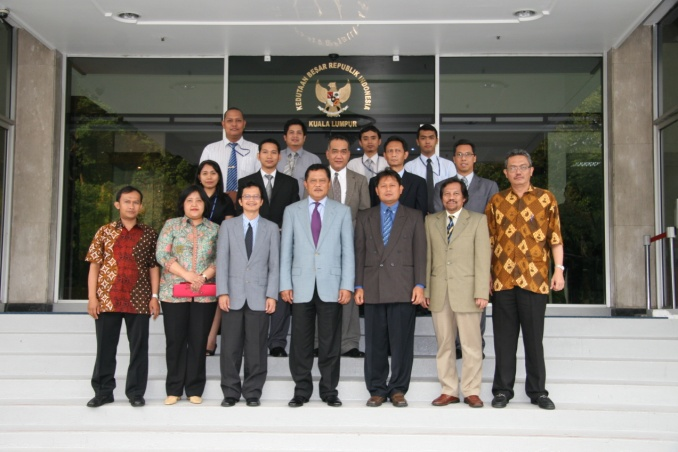 KEDUTAAN BESAR REPUBLIK INDONESIA
KUALA LUMPUR